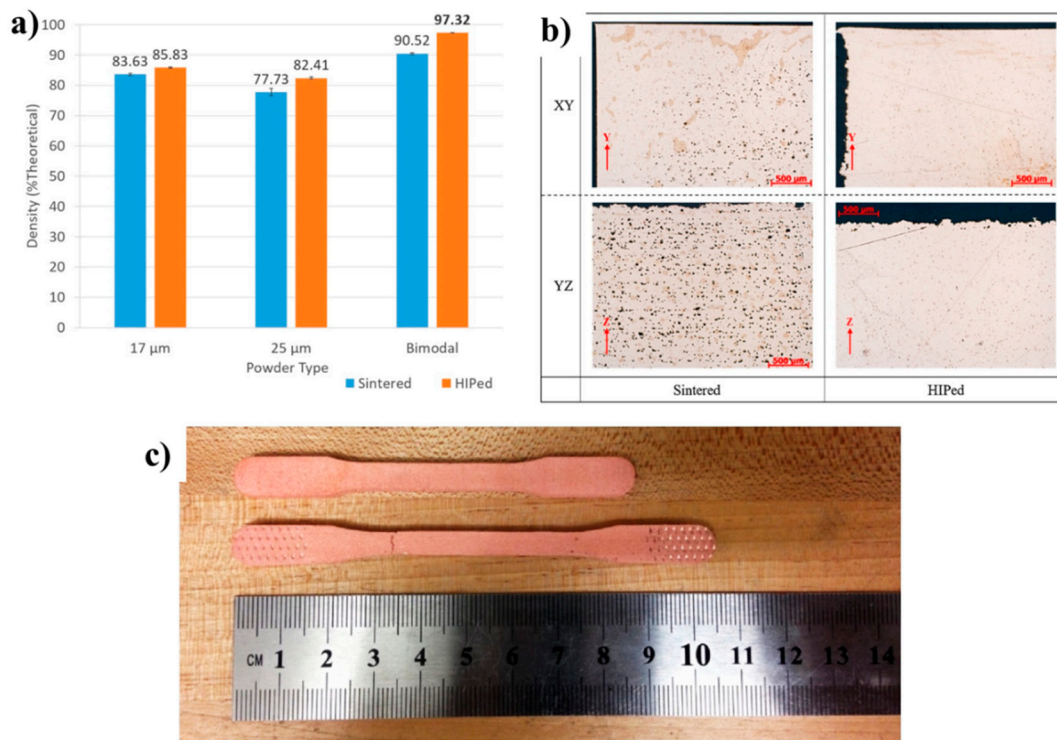 a)
100
90
80
70
60
50
40
30
20
10
0
Density (%Theoretical)
83.63
85.83
77.73
82.41
90.52
97.32
17 µm
25 µm
Bimodal
Powder Type
Sintered
HIPed
b)
XY
Y
500 µm
Y
500 µm
YZ
Z
500 µm
500 µm
Z
Sintered
HIPed
c)
CM 1 2 3 4 5 6 7 8 9 10 11 12 13 14